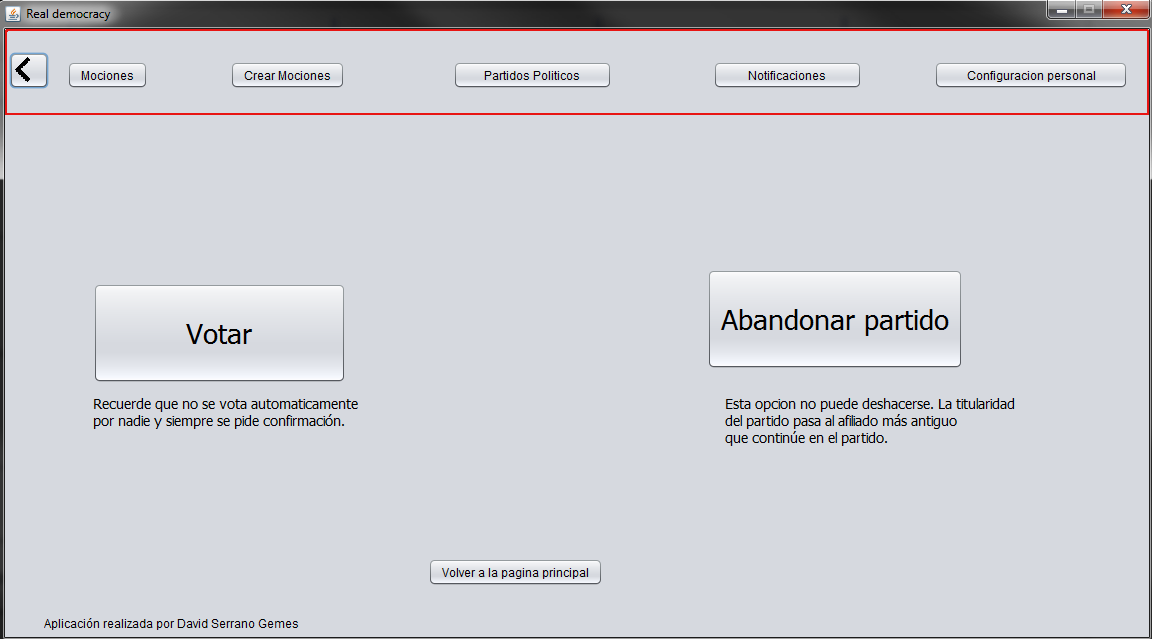 Real democracy
Mociones
Crear Mociones
Partidos Politicos
Notificaciones
Configuracion personal
Votar
Abandonar partido
Recuerde que no se vota automaticamente
por nadie y siempre se pide confirmación.
Esta opcion no puede deshacerse. La titularidad
del partido pasa al afiliado más antiguo
que continúe en el partido.
Volver a la pagina principal
Aplicación realizada por David Serrano Gemes